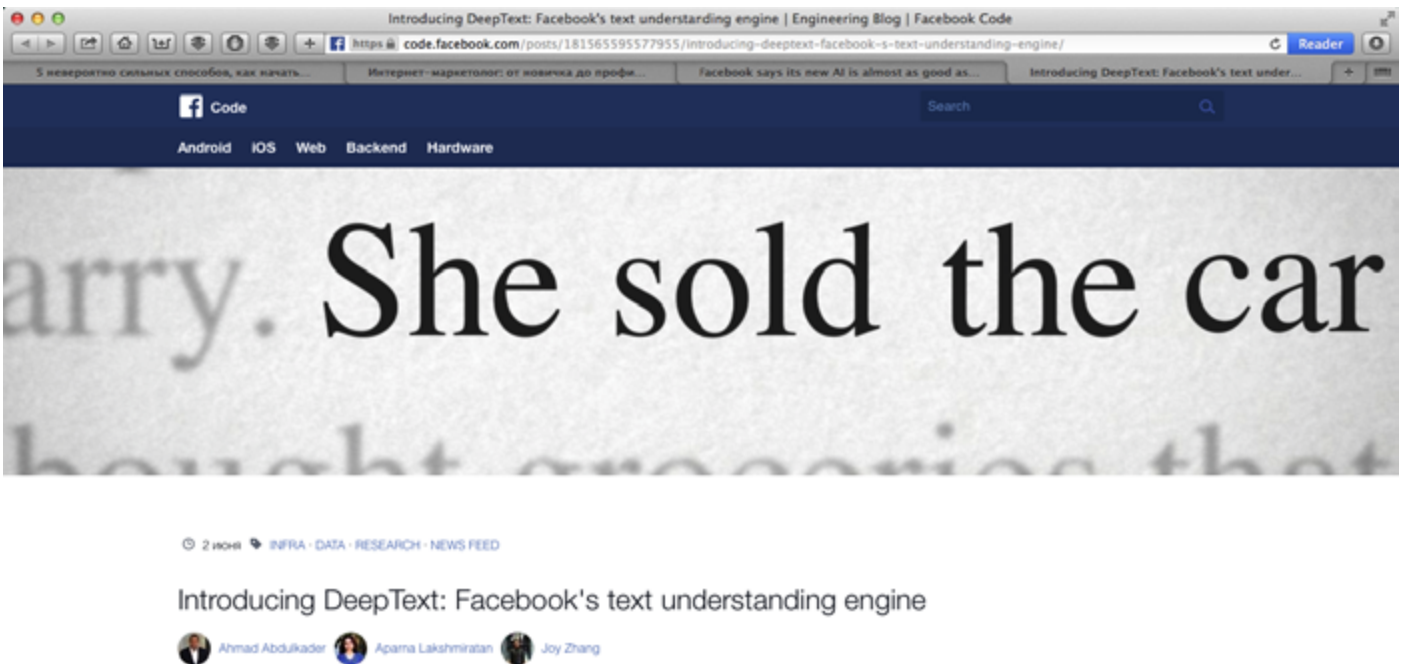 Introducing DeepText: Facebook's text understanding engine | Engineering Blog | Facebook Code
https code.facebook.com/posts/181565595577955/introducing-deeptext-facebook-s-text-understanding-engine/ Reader
5 невероятно сильных способов, как начать... Интернет-маркетолог: от новичка до профи... Facebook says its new AI is almost as good as... Introducing DeepText: Facebook's text under...
Code Search
Android iOS Web Backend Hardware
arry. She sold the car
bought groceries that
2 июня INFRA · DATA · RESEARCH · NEWS FEED
Introducing DeepText: Facebook's text understanding engine
Ahmad Abdulkader Aparna Lakshmiratan Joy Zhang